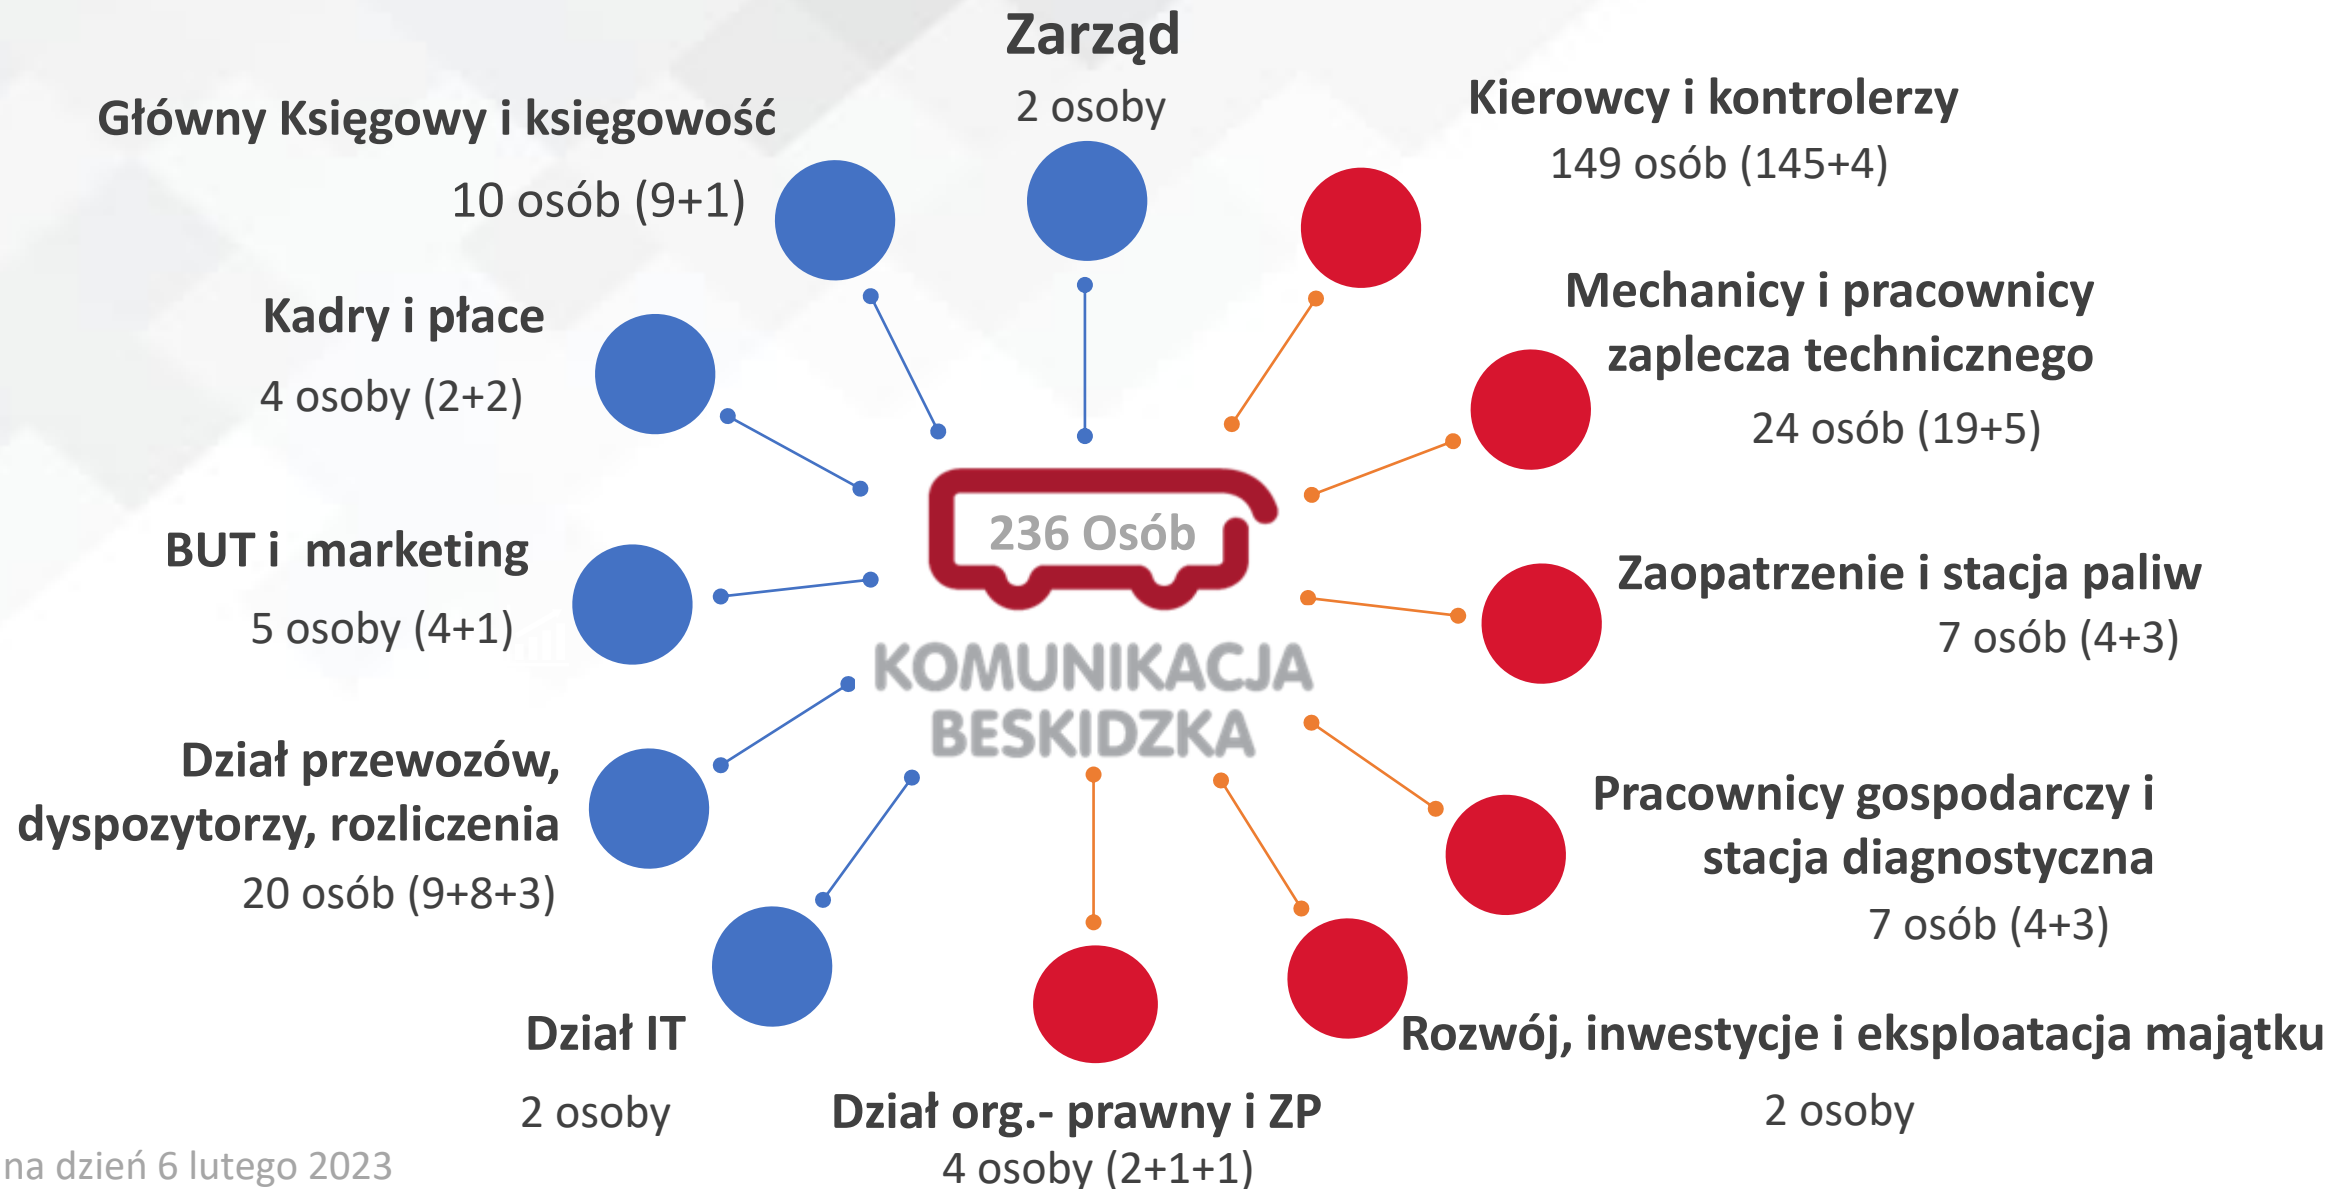 Zarząd
2 osoby
Główny Księgowy i księgowość
10 osób (9+1)
Kadry i płace
4 osoby (2+2)
BUT i  marketing
5 osoby (4+1)
Dział przewozów,
dyspozytorzy, rozliczenia
20 osób (9+8+3)
Dział IT
2 osoby
Kierowcy i kontrolerzy
149 osób (145+4)
Mechanicy i pracownicy
zaplecza technicznego
24 osób (19+5)
Zaopatrzenie i stacja paliw
7 osób (4+3)
Pracownicy gospodarczy i
stacja diagnostyczna
7 osób (4+3)
Rozwój, inwestycje i eksploatacja majątku
2 osoby
Dział org.- prawny i ZP
4 osoby (2+1+1)
236 Osób
KOMUNIKACJA
BESKIDZKA
na dzień 6 lutego 2023